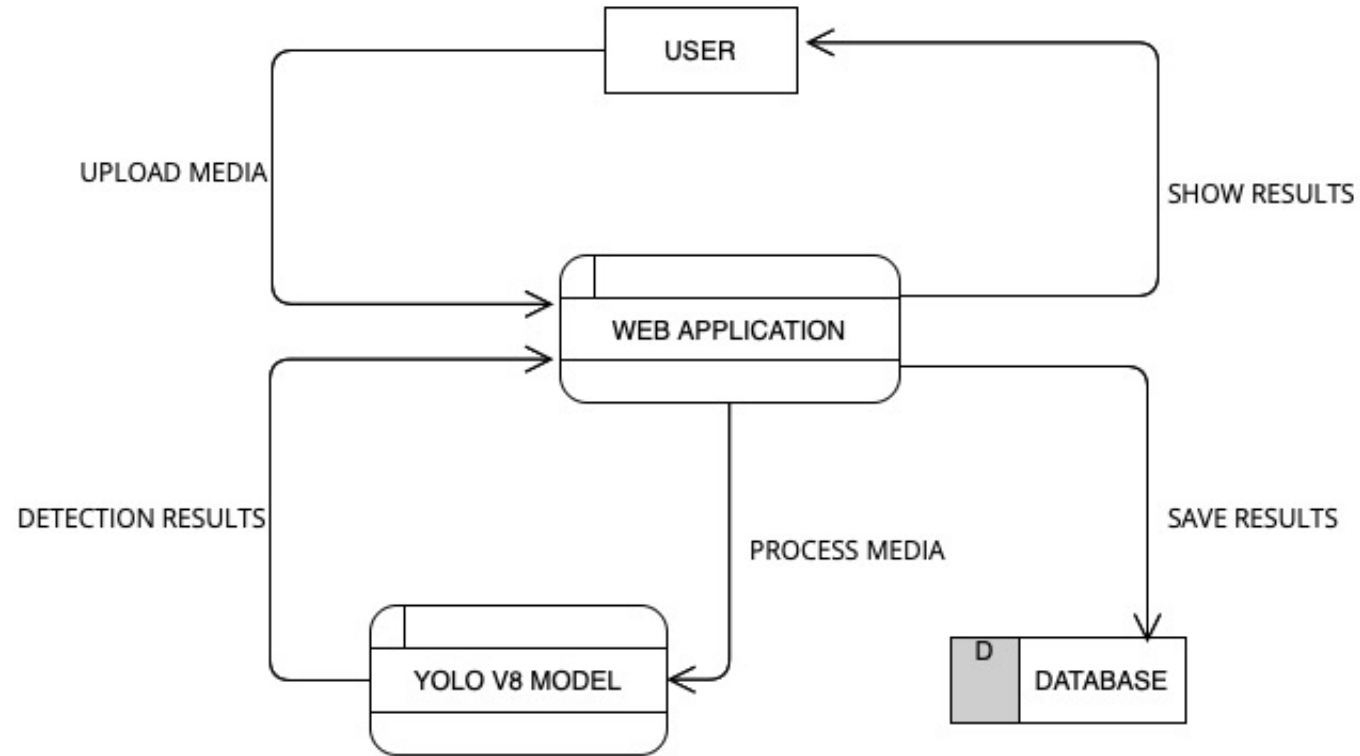 USER
UPLOAD MEDIA
SHOW RESULTS
WEB APPLICATION
DETECTION RESULTS
SAVE RESULTS
PROCESS MEDIA
D
DATABASE
YOLO V8 MODEL